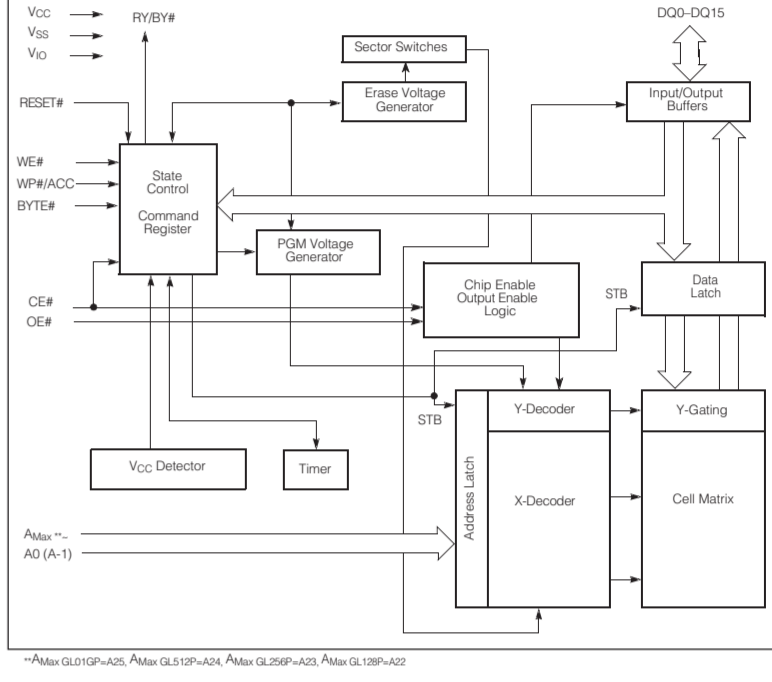 VCC
RY/BY#
DQ0–DQ15
VSS
VIO
Sector Switches
Erase Voltage
Generator
Input/Output
Buffers
RESET#
WE#
WP#/ACC
BYTE#
State
Control
Command
Register
PGM Voltage
Generator
CE#
OE#
Chip Enable
Output Enable
Logic
STB
Data
Latch
STB
Y-Decoder
Y-Gating
VCC Detector
Timer
Address Latch
X-Decoder
Cell Matrix
AMax **~
A0 (A-1)
**AMax GL01GP=A25, AMax GL512P=A24, AMax GL256P=A23, AMax GL128P=A22